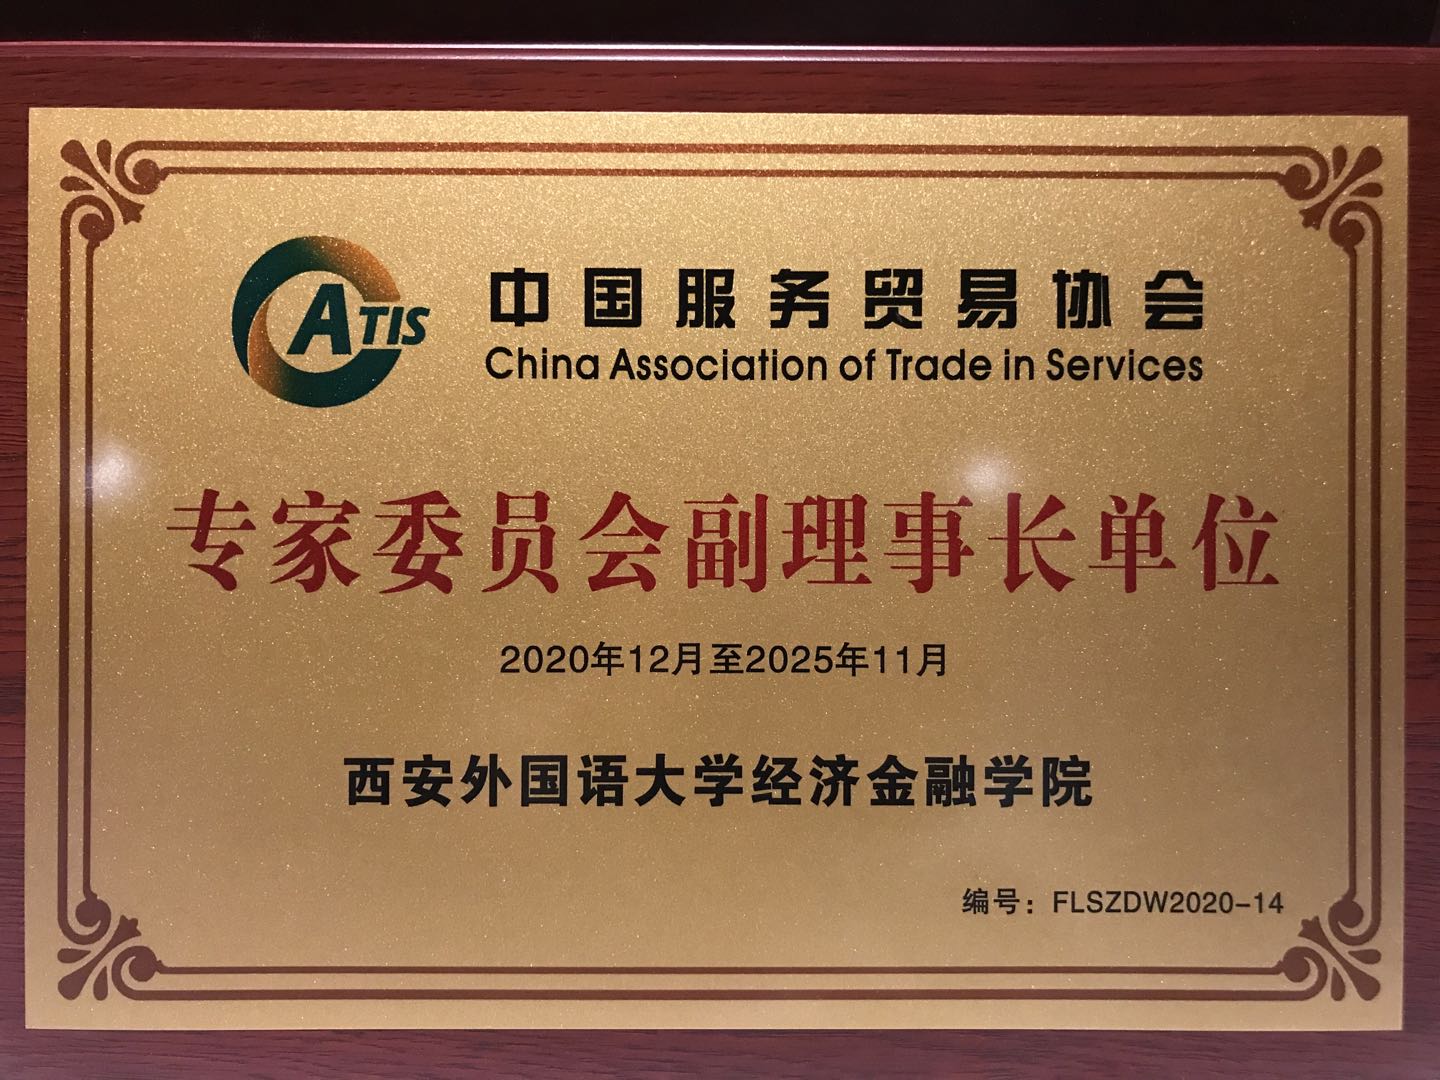 CATIS
中国服务贸易协会
China Association of Trade in Services
专家委员会副理事长单位
2020年12月至2025年11月
西安外国语大学经济金融学院
编号：FLSZDW2020-14